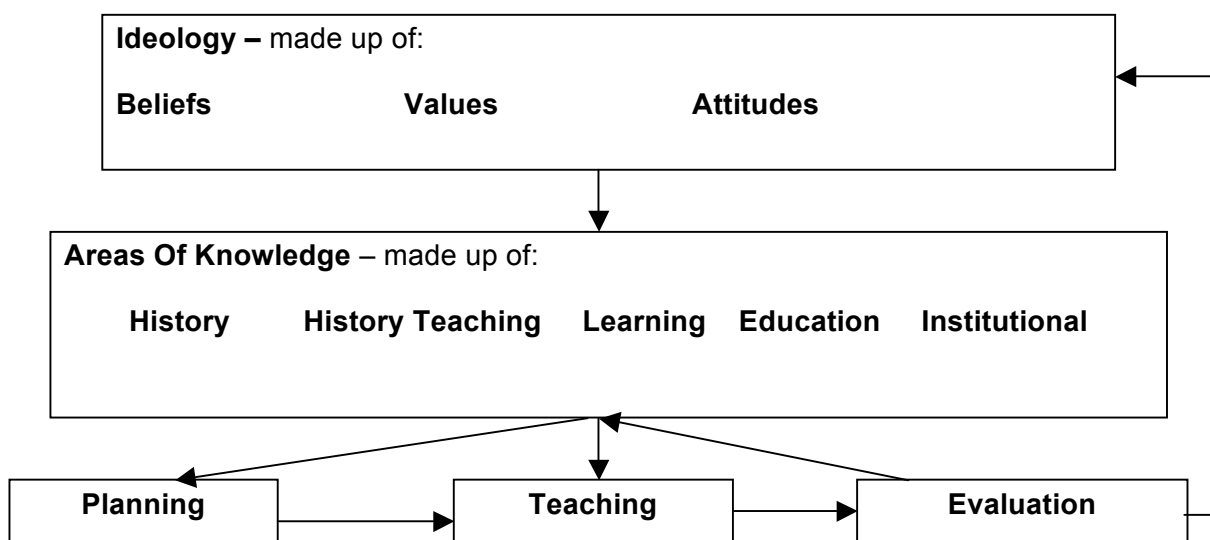 Ideology – made up of:
Beliefs Values Attitudes
Areas Of Knowledge – made up of:
History History Teaching Learning Education Institutional
Planning Teaching Evaluation